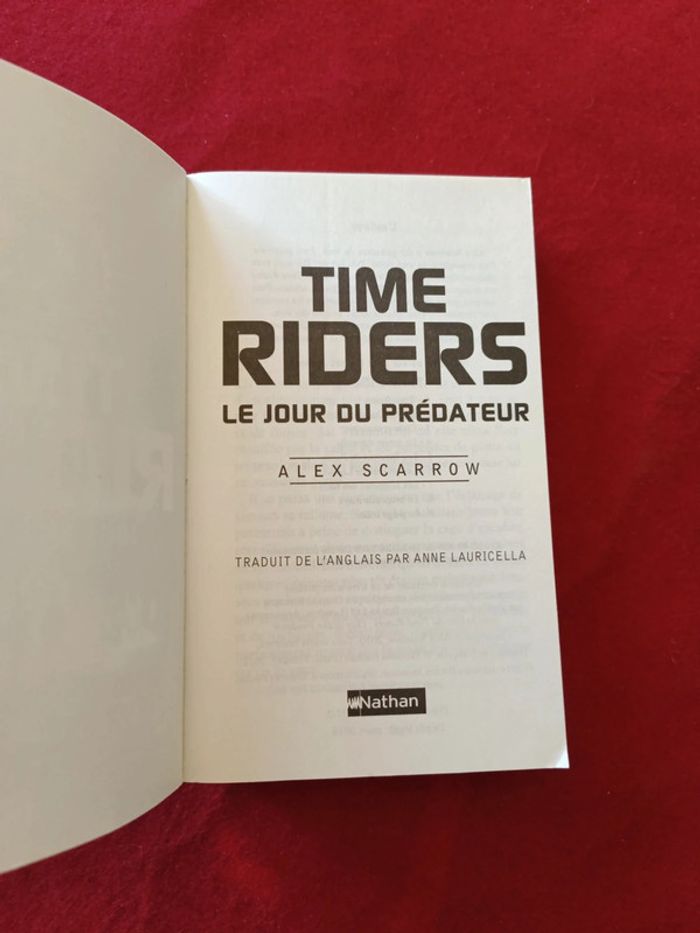 TIME
RIDERS
LE JOUR DU PRÉDATEUR
ALEX SCARROW
TRADUIT DE L'ANGLAIS PAR ANNE LAURICELLA
Nathan